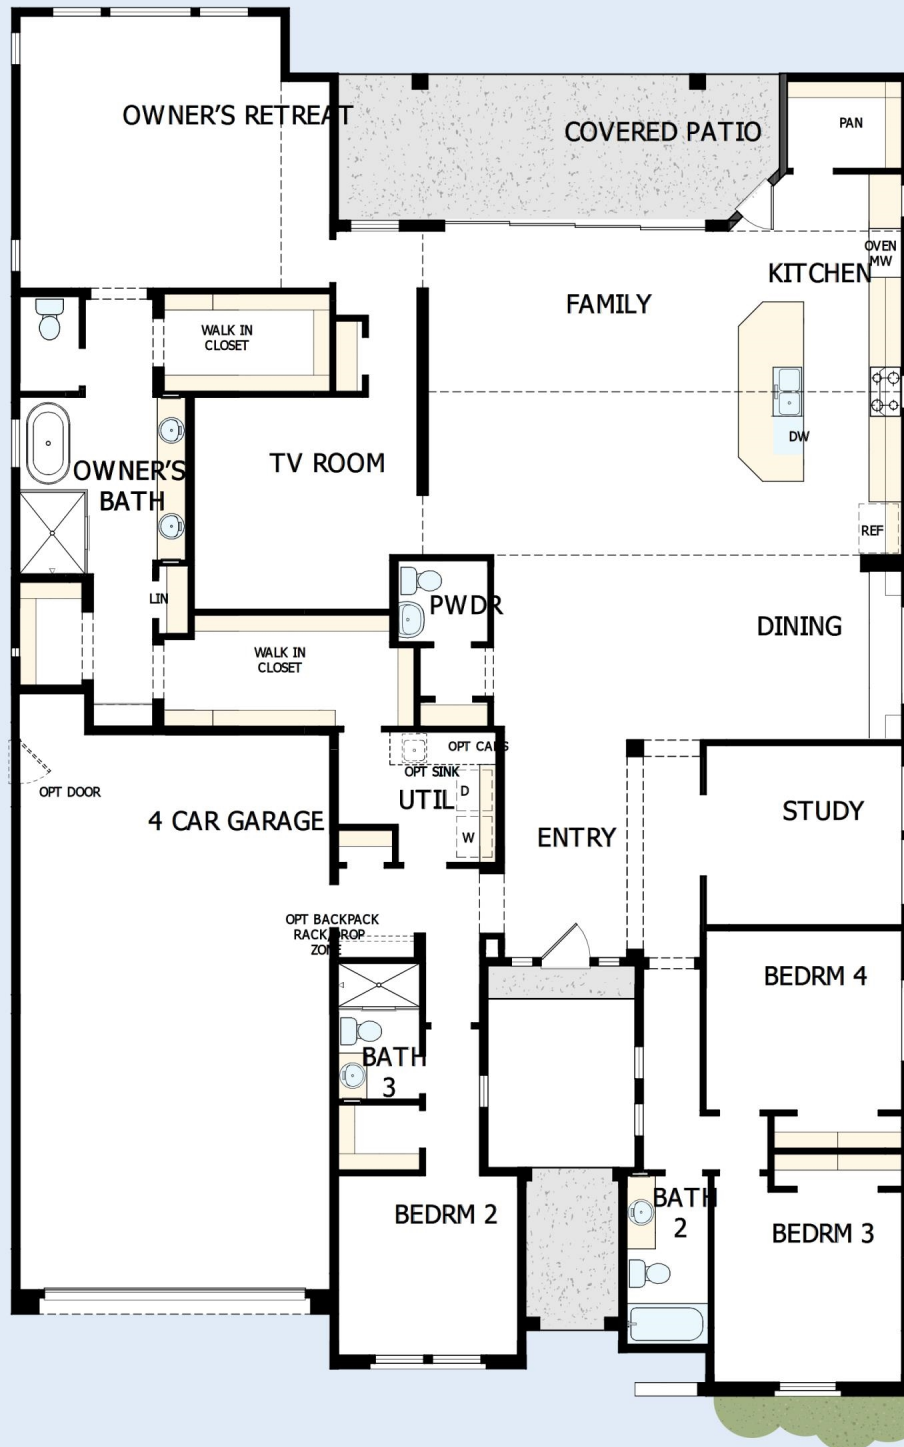 OWNER'S RETREAT
COVERED PATIO
PAN
OVEN
MW
KITCHEN
FAMILY
WALK IN
CLOSET
DW
TV ROOM
OWNER'S
BATH
REF
LIN
PWDR
DINING
WALK IN
CLOSET
OPT CABS
OPT SINK
OPT DOOR
D
UTIL
4 CAR GARAGE
STUDY
W
ENTRY
OPT BACKPACK
RACK/DROP
ZONE
BEDRM 4
BATH
3
BATH
2
BEDRM 2
BEDRM 3